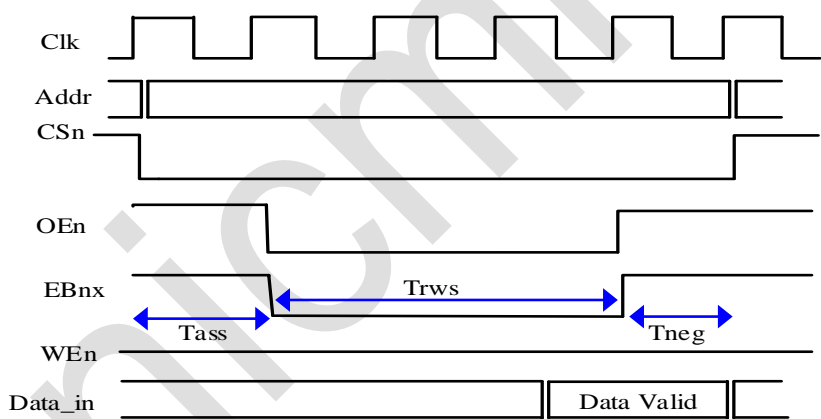 Clk
Addr
CSn
OEn
EBnx
Trws
Tass
Tneg
WEn
Data_in
Data Valid